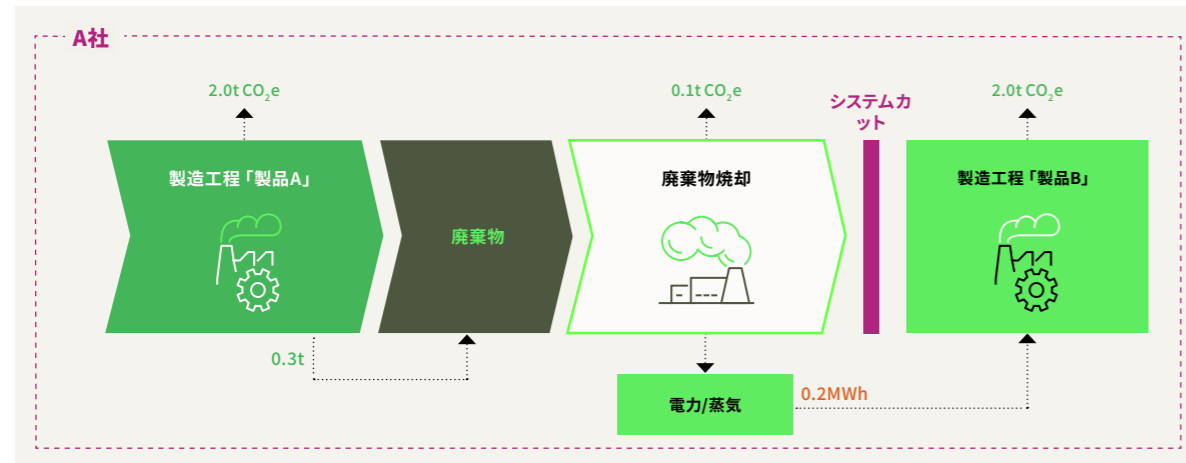 A社
2.0t CO₂e
0.1t CO₂e
システムカ
ット
2.0t CO₂e
製造工程「製品A」
廃棄物
廃棄物焼却
製造工程「製品B」
0.3t
電力/蒸気
0.2MWh